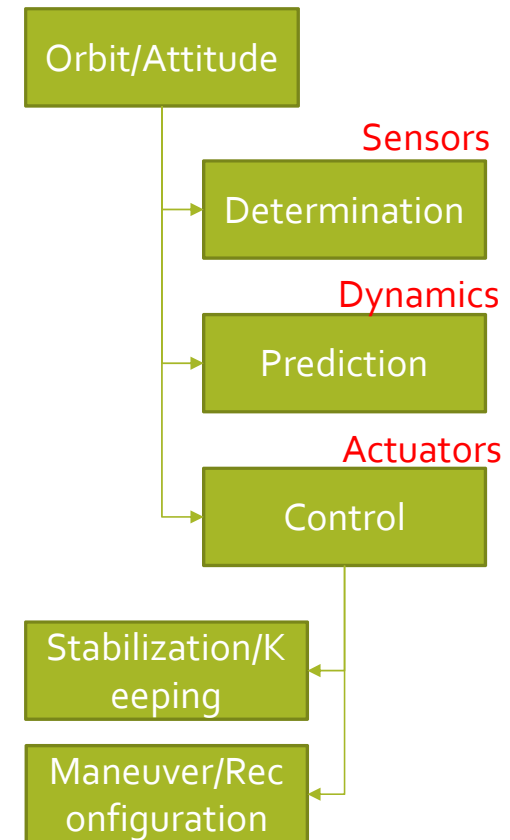 Orbit/Attitude
Sensors
Determination
Dynamics
Prediction
Actuators
Control
Stabilization/K
eeping
Maneuver/Rec
onfiguration